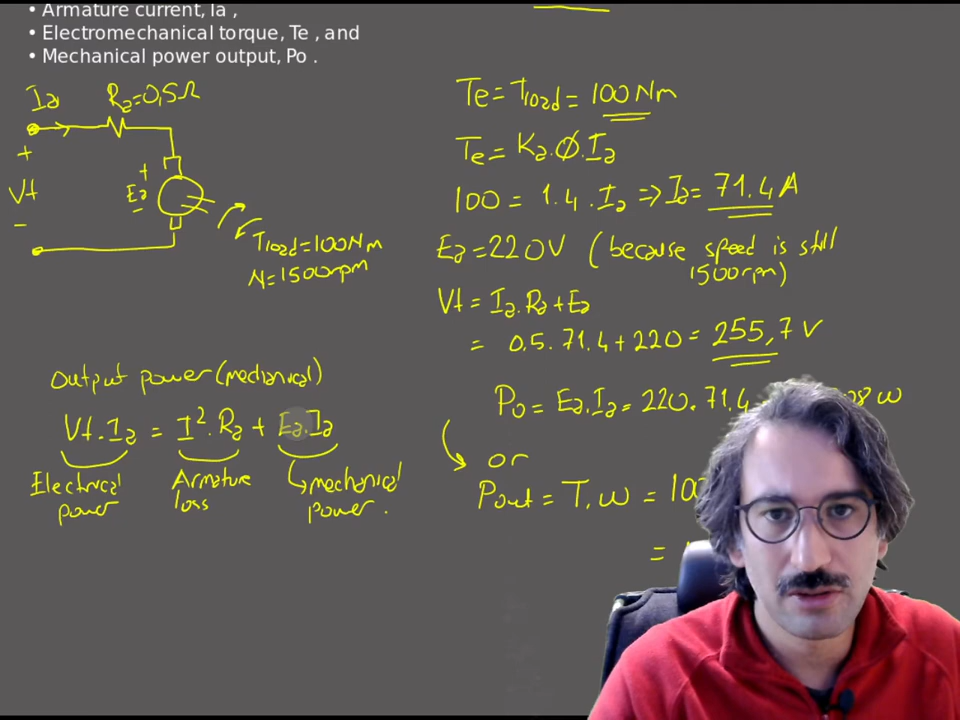 • Armature current, Ia ,
• Electromechanical torque, Te , and
• Mechanical power output, Po .
Ia
Ra=0,5Ω
+
Vt
-
+
Ea
-
Tload=100Nm
N=1500rpm
Output power (mechanical)
Vt.Ia = I².Ra + Ea.Ia
Electrical power
Armature loss
mechanical power.
Te = Tload = 100 Nm
Te = Ka.Ø.Ia
100 = 1.4.Ia => Ia = 71.4 A
Ea = 220V (because speed is still
1500rpm)
Vt = Ia.Ra + Ea
= 0.5.71.4 + 220 = 255,7 V
Po = Ea.Ia = 220.71.4
W
or
Pout = T.w =
=